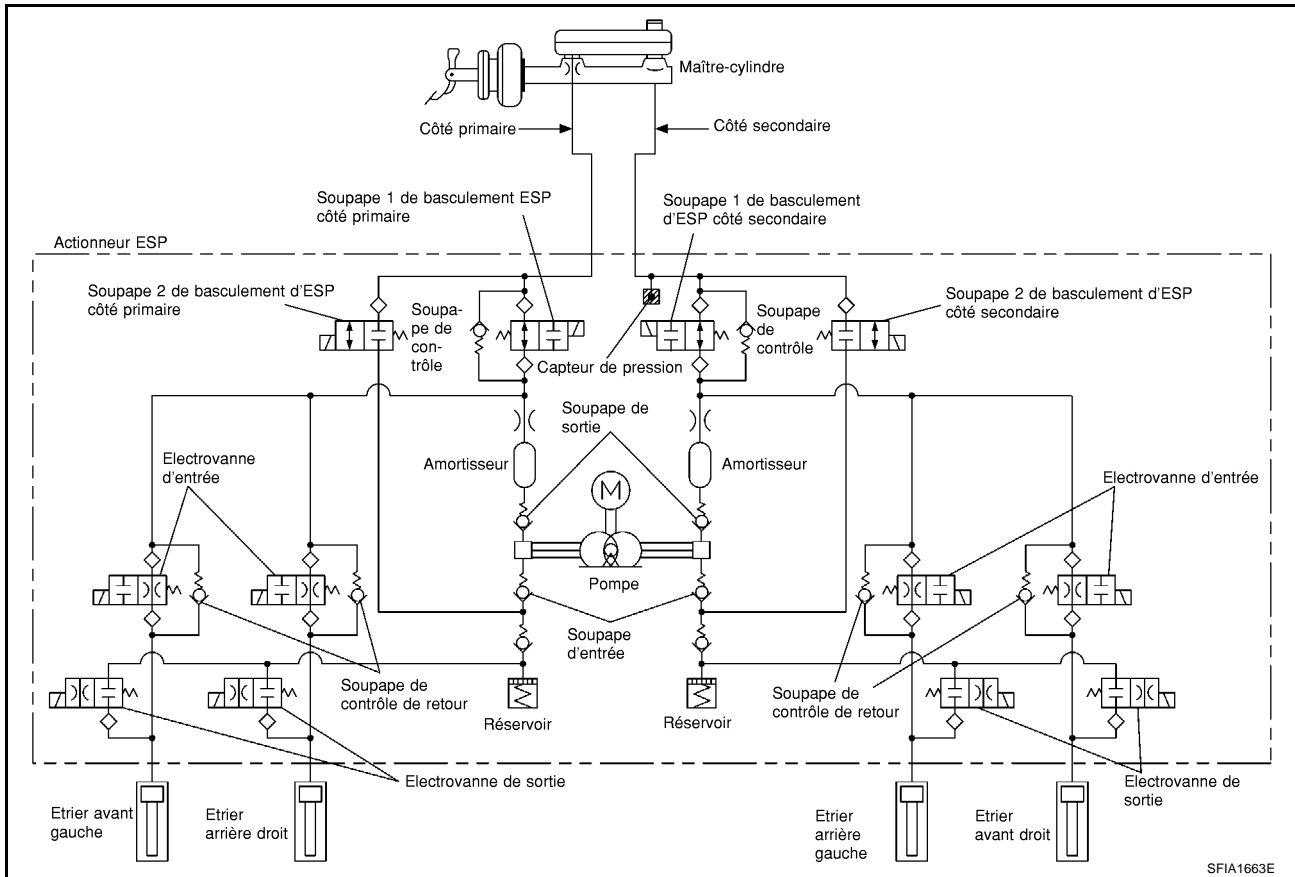 Maître-cylindre
Côté primaire
Côté secondaire
Soupape 1 de basculement ESP
côté primaire
Soupape 1 de basculement
d'ESP côté secondaire
Actionneur ESP
Soupape 2 de basculement d'ESP
côté primaire
Soupa-
pe de
con-
trôle
Capteur de pression
Soupape
de
contrôle
Soupape 2 de basculement d'ESP
côté secondaire
Soupape de
sortie
Electrovanne
d'entrée
Amortisseur
M
Amortisseur
Electrovanne d'entrée
Pompe
Soupape
d'entrée
Soupape de
contrôle de retour
Réservoir
Réservoir
Soupape de
contrôle de retour
Electrovanne de sortie
Electrovanne de
sortie
Etrier avant
gauche
Etrier
arrière droit
Etrier
arrière
gauche
Etrier
avant droit
SFIA1663E